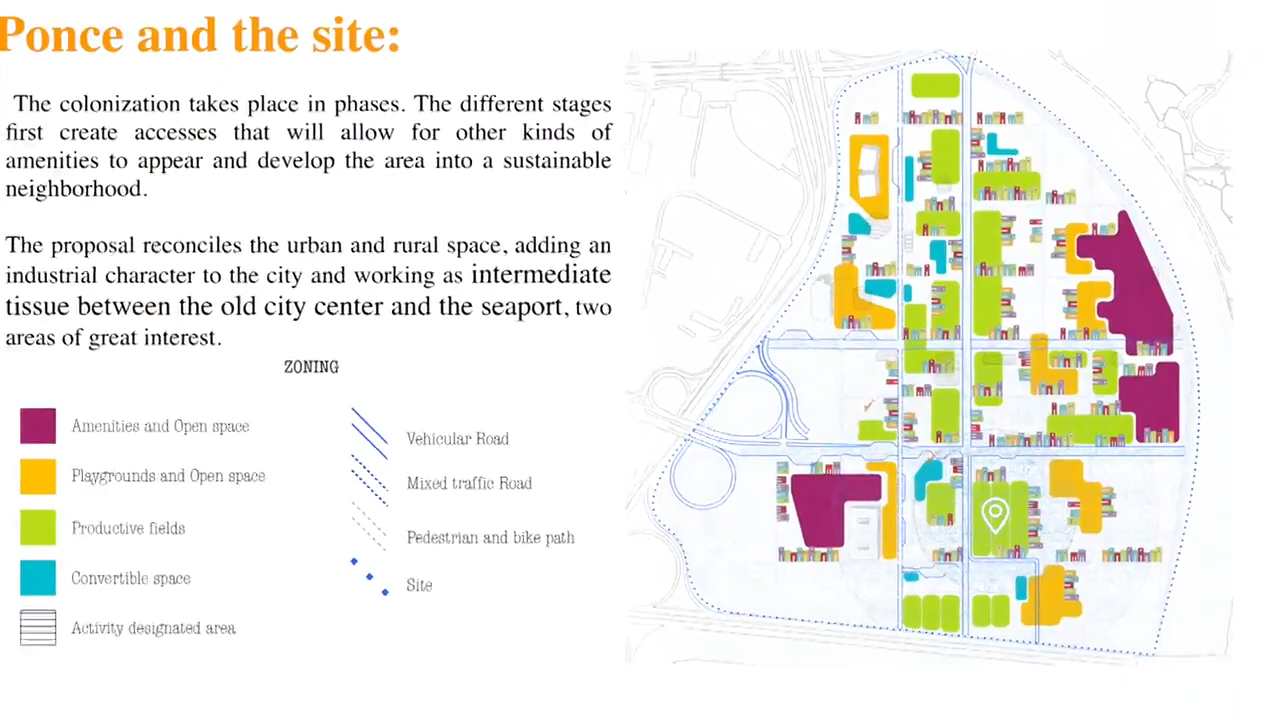 Ponce and the site:
The colonization takes place in phases. The different stages
first create accesses that will allow for other kinds of
amenities to appear and develop the area into a sustainable
neighborhood.
The proposal reconciles the urban and rural space, adding an
industrial character to the city and working as intermediate
tissue between the old city center and the seaport, two
areas of great interest.
ZONING
Amenities and Open space
Playgrounds and Open space
Productive fields
Convertible space
Activity designated area
Vehicular Road
Mixed traffic Road
Pedestrian and bike path
Site